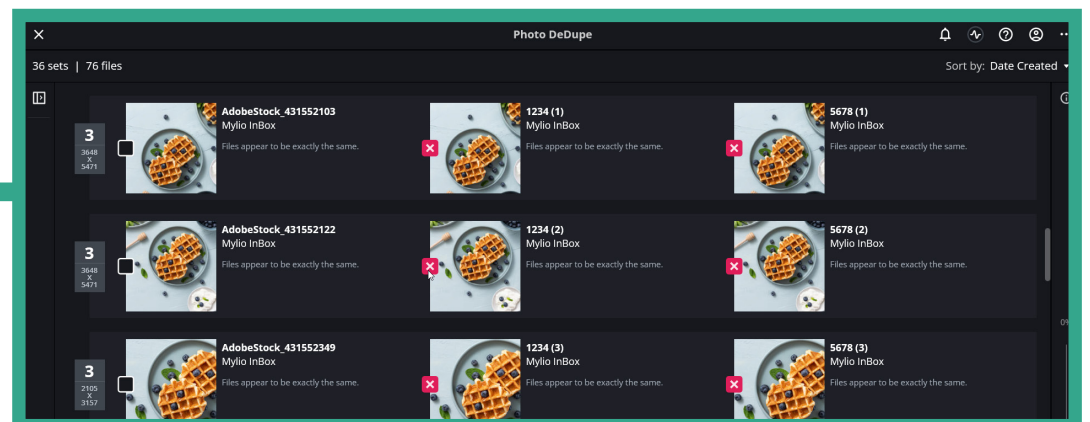 Photo DeDupe
36 sets | 76 files
Sort by: Date Created
3
3648
X
5471
AdobeStock_431552103
Mylio InBox
Files appear to be exactly the same.
1234 (1)
Mylio InBox
Files appear to be exactly the same.
5678 (1)
Mylio InBox
Files appear to be exactly the same.
3
3648
X
5471
AdobeStock_431552122
Mylio InBox
Files appear to be exactly the same.
1234 (2)
Mylio InBox
Files appear to be exactly the same.
5678 (2)
Mylio InBox
Files appear to be exactly the same.
3
2105
X
3157
AdobeStock_431552349
Mylio InBox
Files appear to be exactly the same.
1234 (3)
Mylio InBox
Files appear to be exactly the same.
5678 (3)
Mylio InBox
Files appear to be exactly the same.